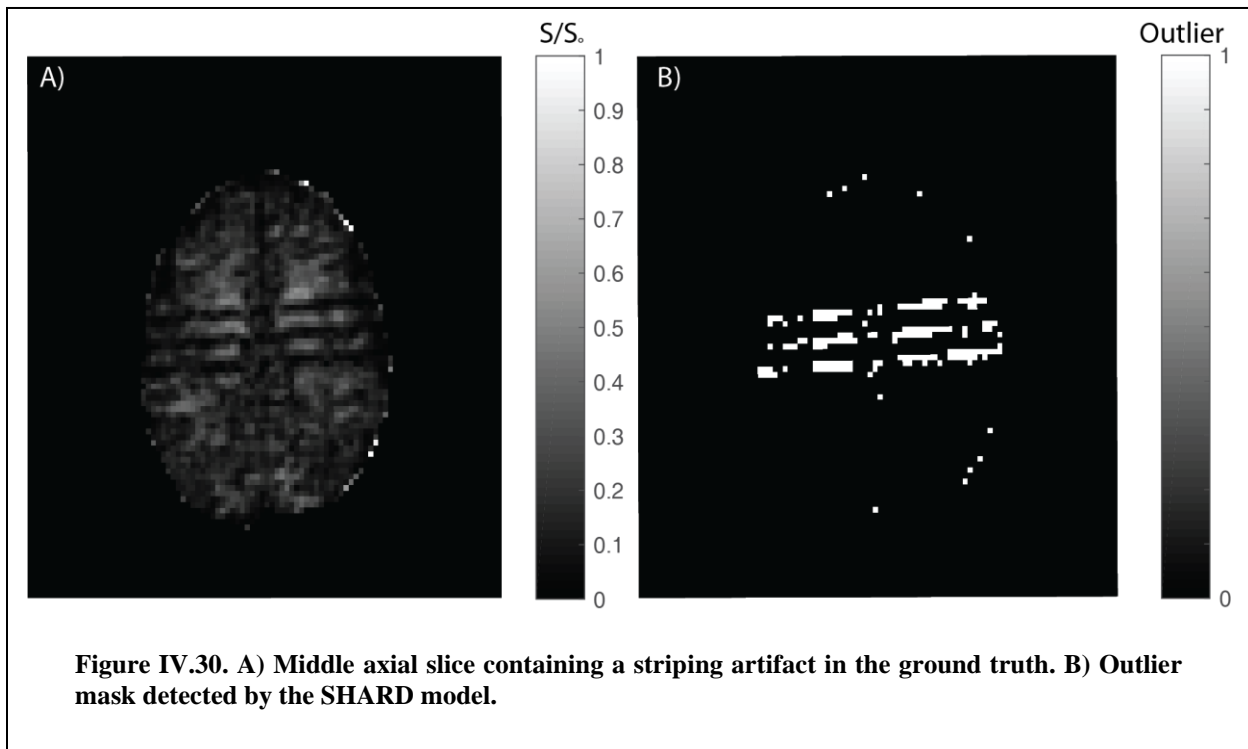 S/S₀
Outlier
A)
B)
1
0.9
0.8
0.7
0.6
0.5
0.4
0.3
0.2
0.1
0
1
0
Figure IV.30. A) Middle axial slice containing a striping artifact in the ground truth. B) Outlier
mask detected by the SHARD model.